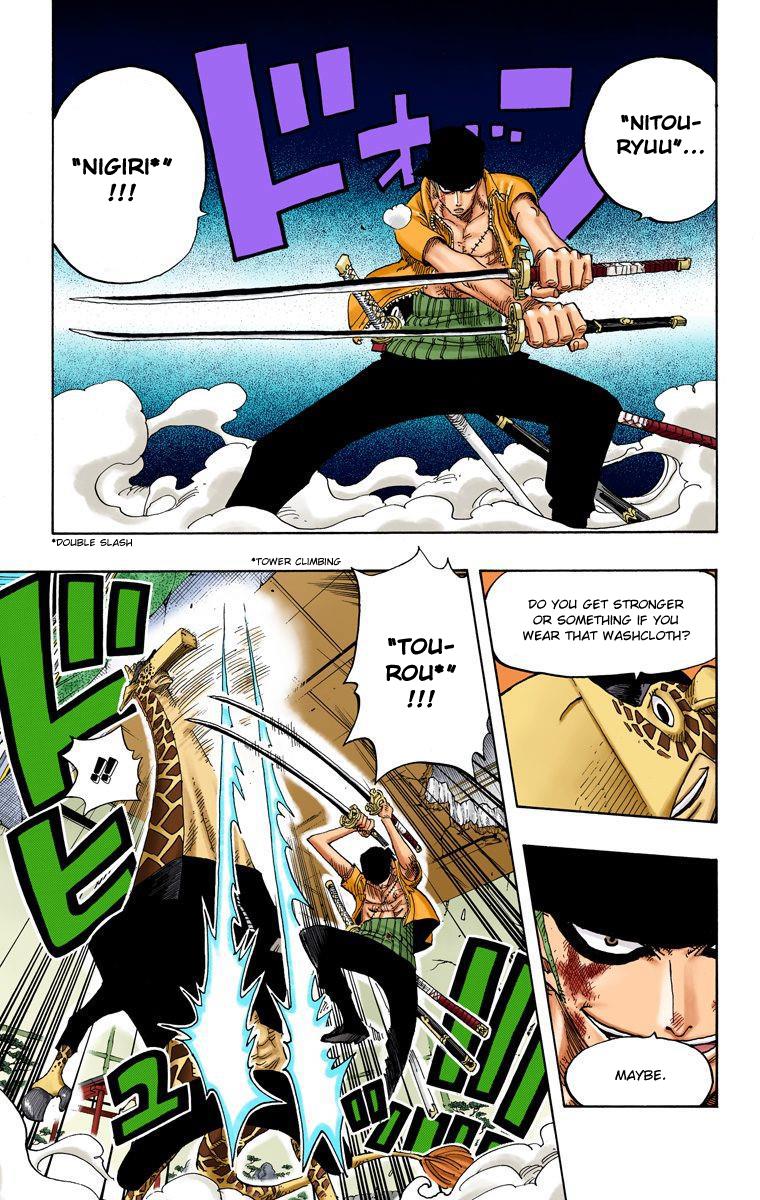 "NITOU-
RYUU"...
ドォン
"NIGIRI*"
!!!
*DOUBLE SLASH
*TOWER CLIMBING
DO YOU GET STRONGER
OR SOMETHING IF YOU
WEAR THAT WASHCLOTH?
MAYBE.
"TOU-
ROU*"
!!!
!!
ドヒュ